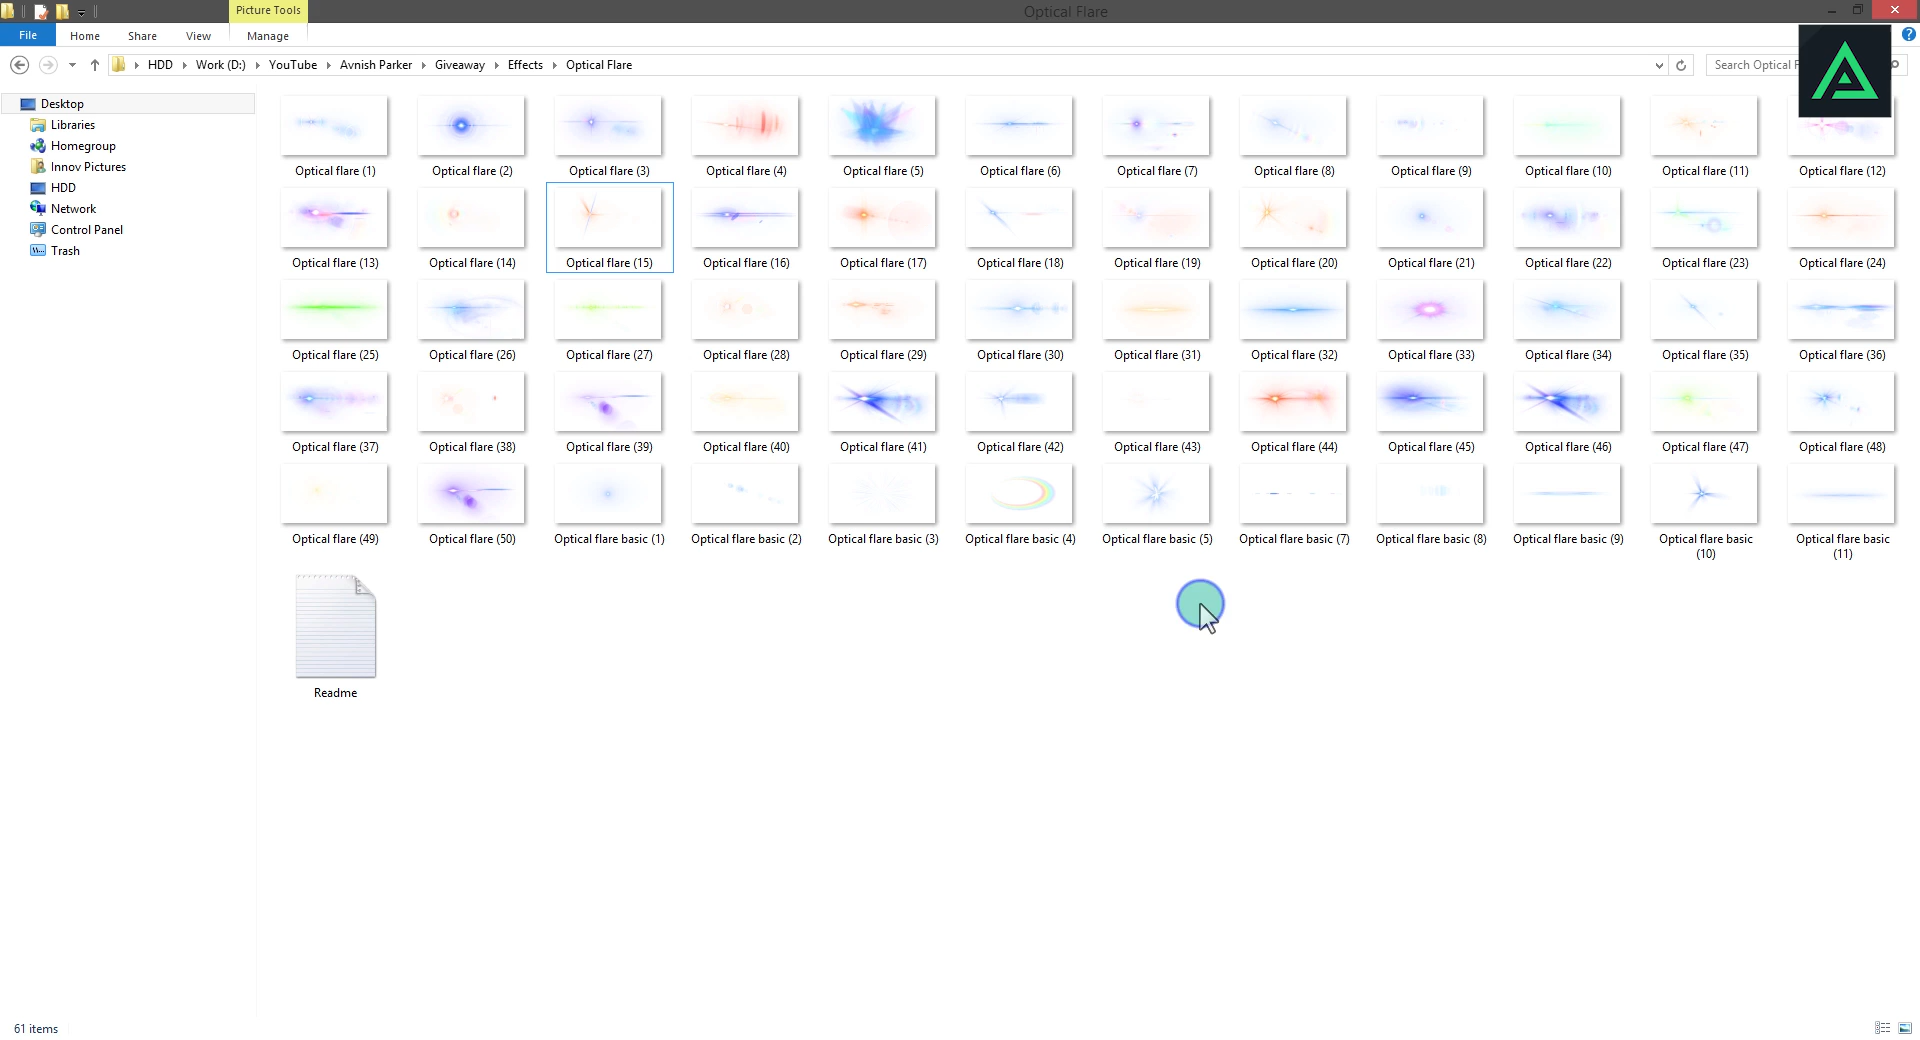 Picture Tools
Optical Flare
File
Home
Share
View
Manage
HDD
Work (D:)
YouTube
Avnish Parker
Giveaway
Effects
Optical Flare
Search Optical F
Desktop
Libraries
Homegroup
Innov Pictures
HDD
Network
Control Panel
Trash
Optical flare (1)
Optical flare (2)
Optical flare (3)
Optical flare (4)
Optical flare (5)
Optical flare (6)
Optical flare (7)
Optical flare (8)
Optical flare (9)
Optical flare (10)
Optical flare (11)
Optical flare (12)
Optical flare (13)
Optical flare (14)
Optical flare (15)
Optical flare (16)
Optical flare (17)
Optical flare (18)
Optical flare (19)
Optical flare (20)
Optical flare (21)
Optical flare (22)
Optical flare (23)
Optical flare (24)
Optical flare (25)
Optical flare (26)
Optical flare (27)
Optical flare (28)
Optical flare (29)
Optical flare (30)
Optical flare (31)
Optical flare (32)
Optical flare (33)
Optical flare (34)
Optical flare (35)
Optical flare (36)
Optical flare (37)
Optical flare (38)
Optical flare (39)
Optical flare (40)
Optical flare (41)
Optical flare (42)
Optical flare (43)
Optical flare (44)
Optical flare (45)
Optical flare (46)
Optical flare (47)
Optical flare (48)
Optical flare (49)
Optical flare (50)
Optical flare basic (1)
Optical flare basic (2)
Optical flare basic (3)
Optical flare basic (4)
Optical flare basic (5)
Optical flare basic (7)
Optical flare basic (8)
Optical flare basic (9)
Optical flare basic
(10)
Optical flare basic
(11)
Readme
61 items